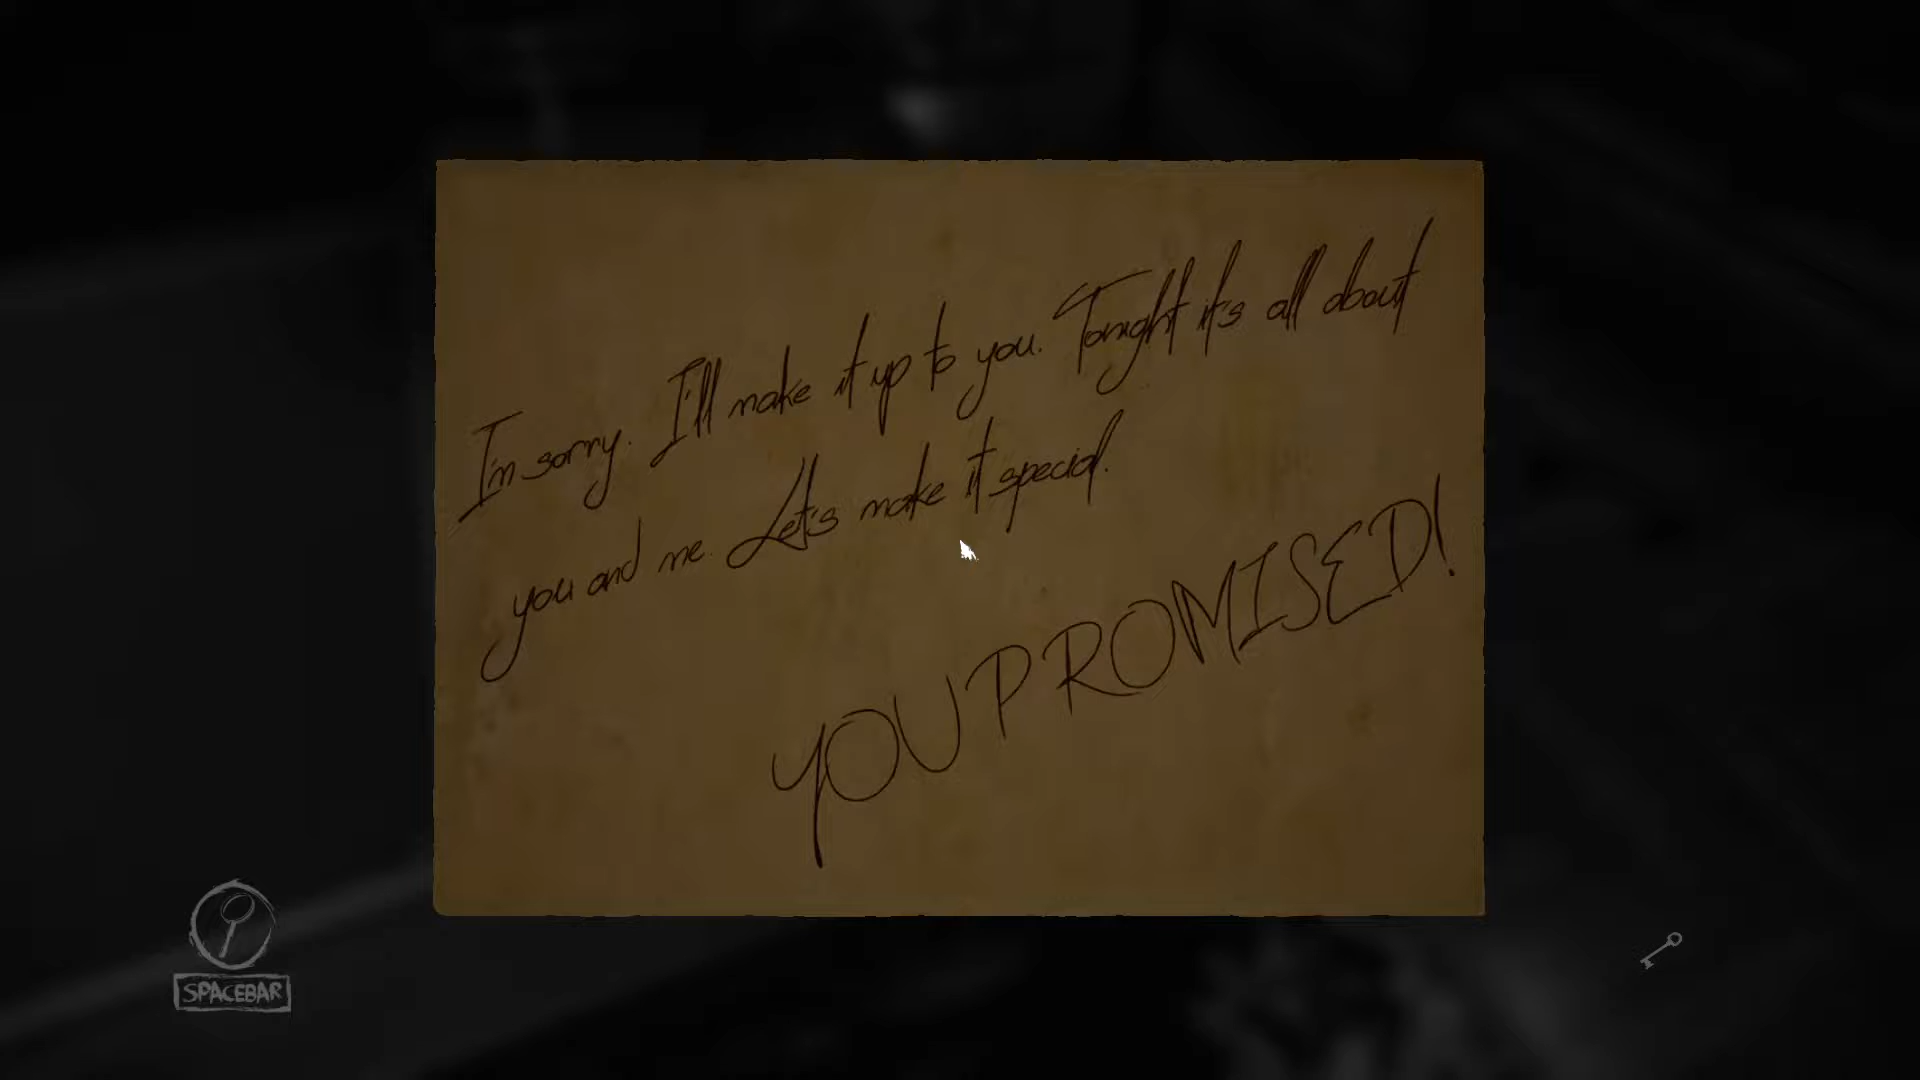 I'm sorry. I'll make it up to you. Tonight it's all about
you and me. Let's make it special.
YOU PROMISED!
SPACEBAR